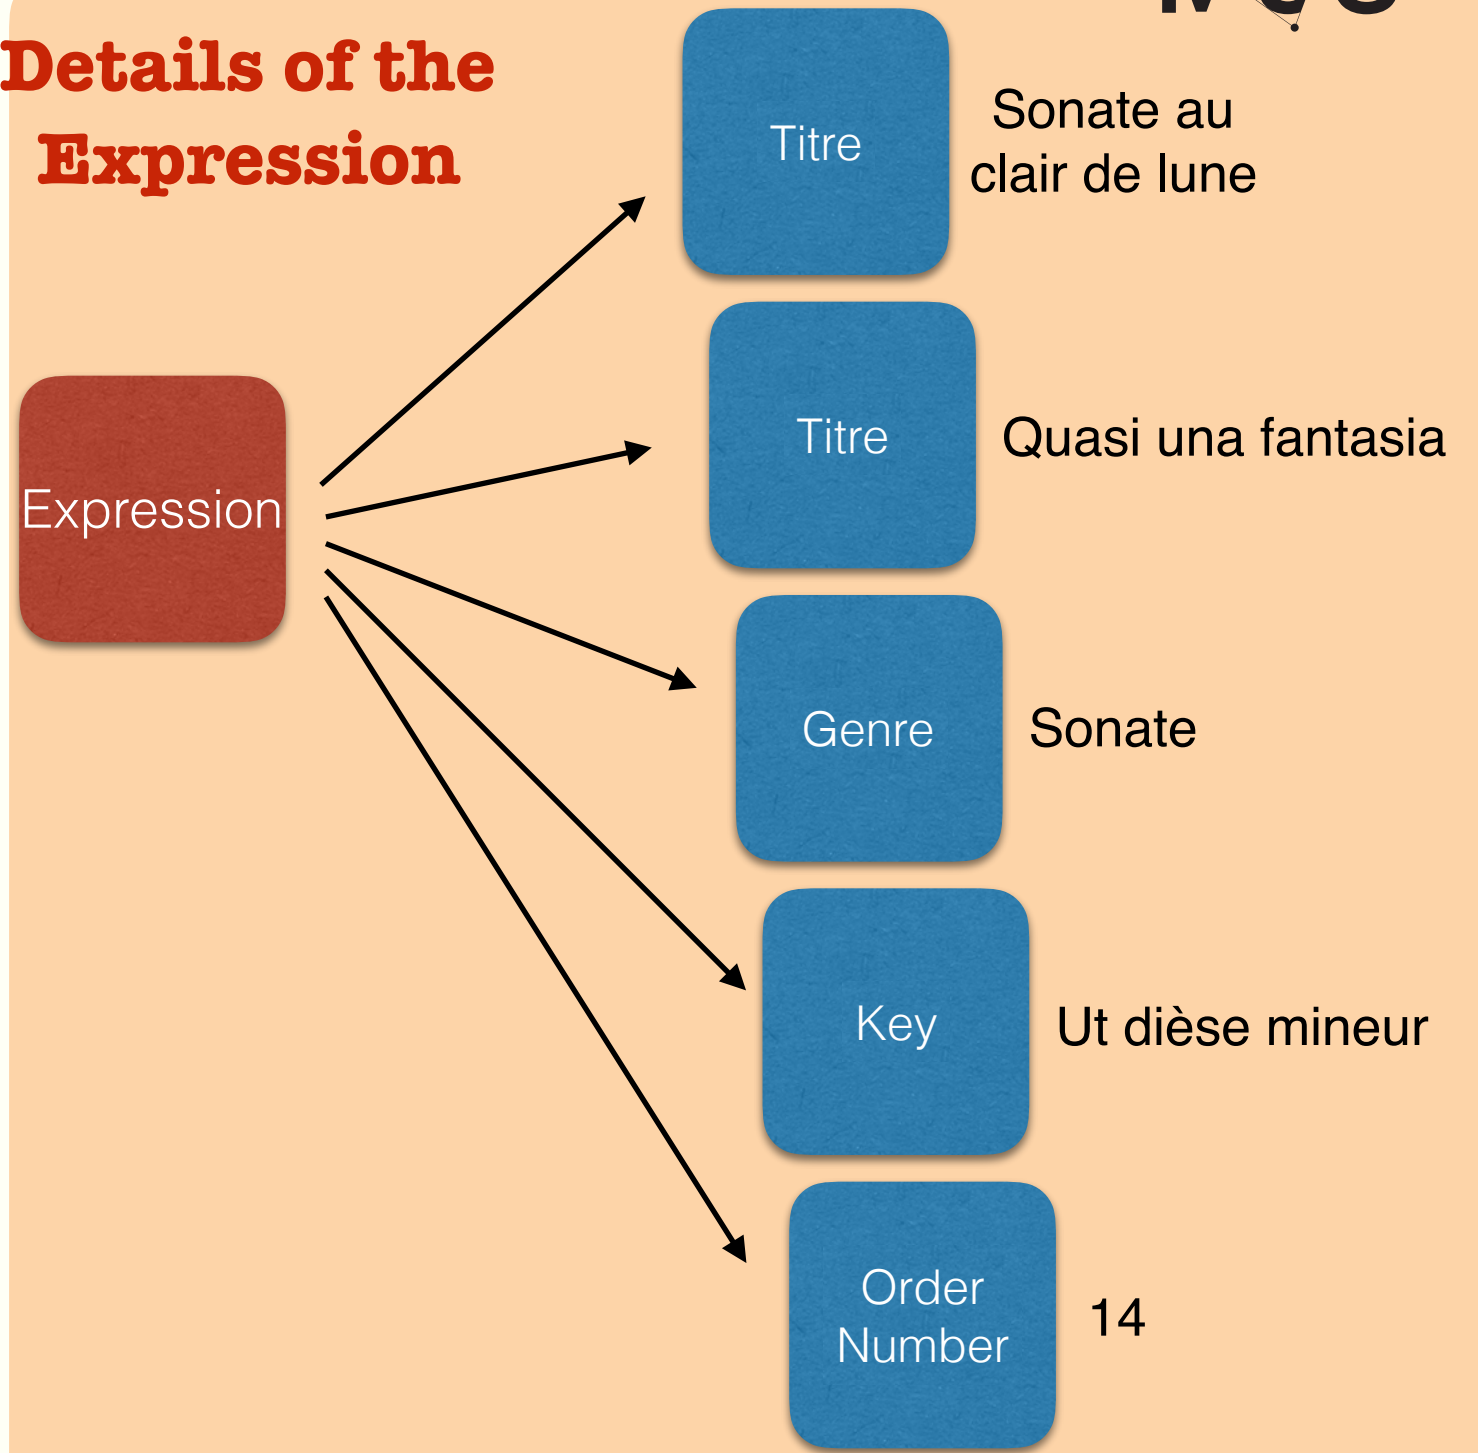 Details of the
Expression
Titre
Sonate au
clair de lune
Expression
Titre
Quasi una fantasia
Genre
Sonate
Key
Ut dièse mineur
Order
Number
14